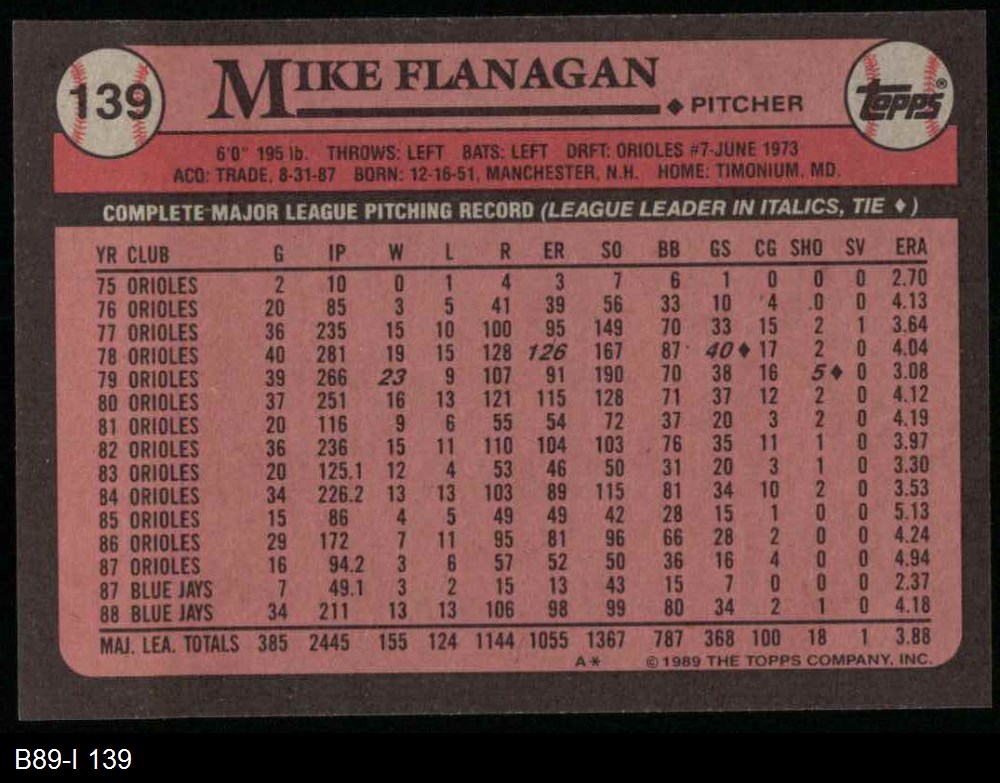 139 MIKE FLANAGAN ◆ PITCHER topps®
6'0" 195 lb. THROWS: LEFT BATS: LEFT DRFT: ORIOLES #7-JUNE 1973
ACQ: TRADE, 8-31-87 BORN: 12-16-51, MANCHESTER, N.H. HOME: TIMONIUM, MD.
COMPLETE MAJOR LEAGUE PITCHING RECORD (LEAGUE LEADER IN ITALICS, TIE ♦)
YR CLUB G IP W L R ER SO BB GS CG SHO SV ERA
75 ORIOLES 2 10 0 1 4 3 7 6 1 0 0 0 2.70
76 ORIOLES 20 85 3 5 41 39 56 33 10 4 0 0 4.13
77 ORIOLES 36 235 15 10 100 95 149 70 33 15 2 1 3.64
78 ORIOLES 40 281 19 15 128 126 167 87 40♦ 17 2 0 4.04
79 ORIOLES 39 266 23 9 107 91 190 70 38 16 5♦ 0 3.08
80 ORIOLES 37 251 16 13 121 115 128 71 37 12 2 0 4.12
81 ORIOLES 20 116 9 6 55 54 72 37 20 3 2 0 4.19
82 ORIOLES 36 236 15 11 110 104 103 76 35 11 1 0 3.97
83 ORIOLES 20 125.1 12 4 53 46 50 31 20 3 1 0 3.30
84 ORIOLES 34 226.2 13 13 103 89 115 81 34 10 2 0 3.53
85 ORIOLES 15 86 4 5 49 49 42 28 15 1 0 0 5.13
86 ORIOLES 29 172 7 11 95 81 96 66 28 2 0 0 4.24
87 ORIOLES 16 94.2 3 6 57 52 50 36 16 4 0 0 4.94
87 BLUE JAYS 7 49.1 3 2 15 13 43 15 7 0 0 0 2.37
88 BLUE JAYS 34 211 13 13 106 98 99 80 34 2 1 0 4.18
MAJ. LEA. TOTALS 385 2445 155 124 1144 1055 1367 787 368 100 18 1 3.88
A* © 1989 THE TOPPS COMPANY, INC.
B89-I 139